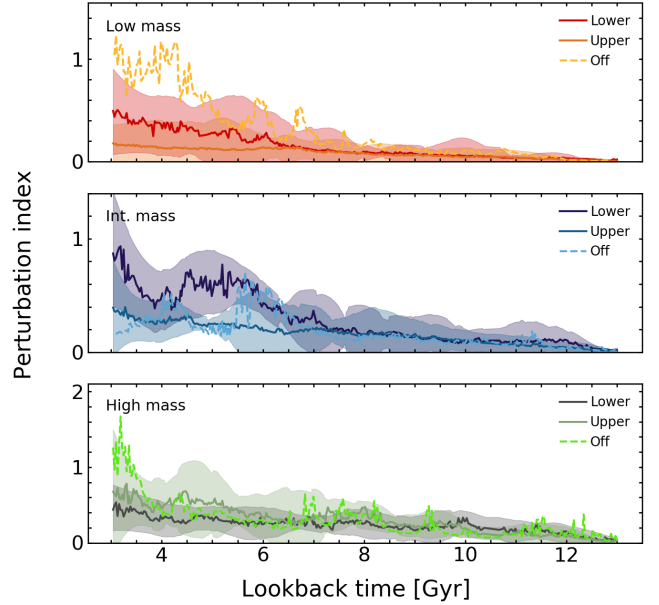 Low mass
Lower
Upper
Off
1
0
Int. mass
Lower
Upper
Off
1
0
High mass
Lower
Upper
Off
2
1
0
4 6 8 10 12
Lookback time [Gyr]
Perturbation index